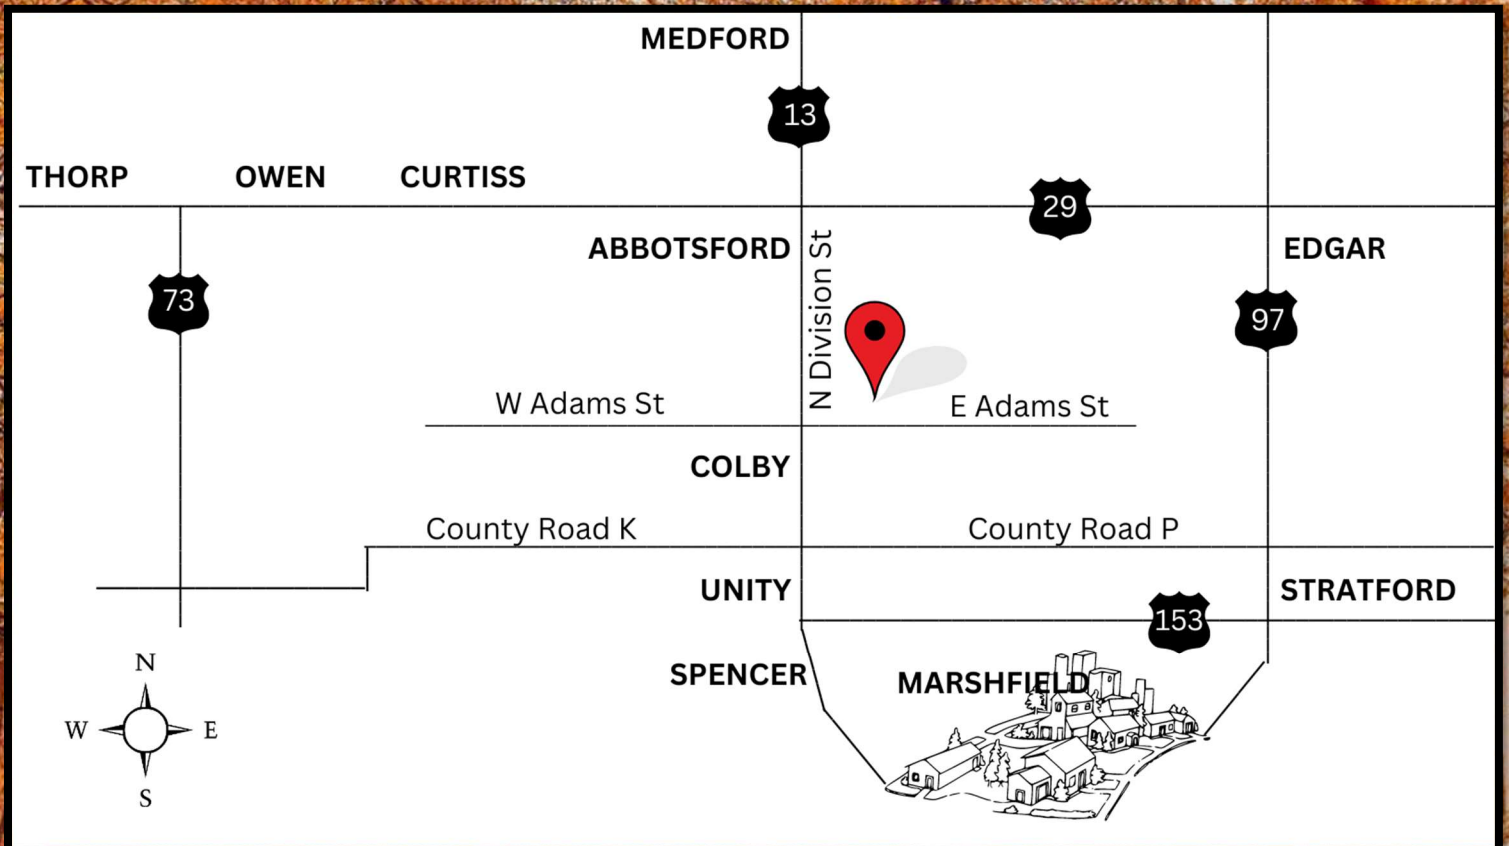 MEDFORD
13
THORP
OWEN
CURTISS
29
ABBOTSFORD
N Division St
EDGAR
73
97
W Adams St
E Adams St
COLBY
County Road K
County Road P
UNITY
STRATFORD
153
SPENCER
MARSHFIELD
N
W
E
S